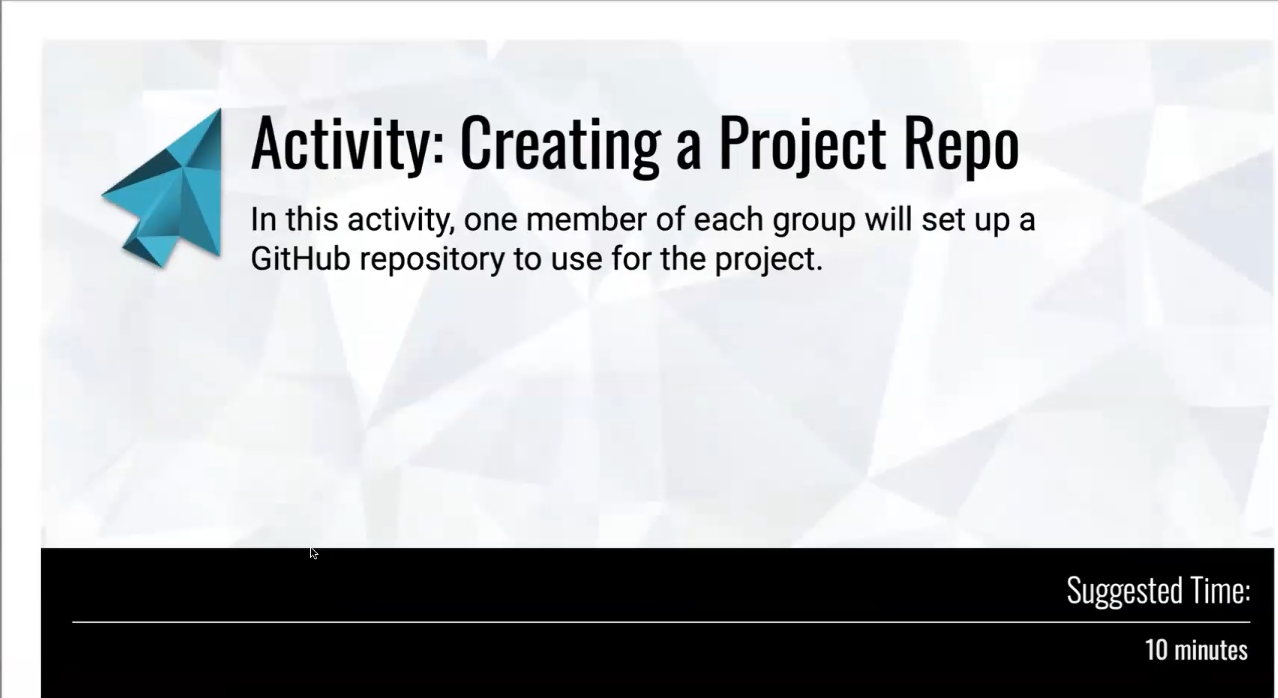 Activity: Creating a Project Repo
In this activity, one member of each group will set up a
GitHub repository to use for the project.
Suggested Time:
10 minutes